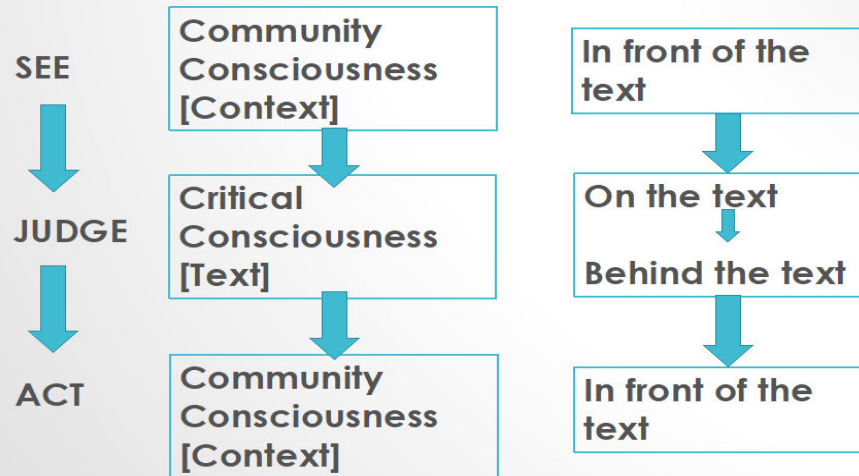 SEE
Community
Consciousness
[Context]
In front of the
text
JUDGE
Critical
Consciousness
[Text]
On the text
Behind the text
ACT
Community
Consciousness
[Context]
In front of the
text